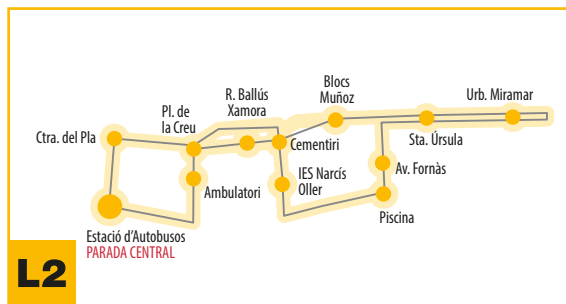 Blocs
Muñoz
Urb. Miramar
R. Ballús
Xamora
Pl. de
la Creu
Ctra. del Pla
Cementiri
Sta. Úrsula
IES Narcís
Oller
Av. Fornàs
Ambulatori
Piscina
Estació d'Autobusos
PARADA CENTRAL
L2